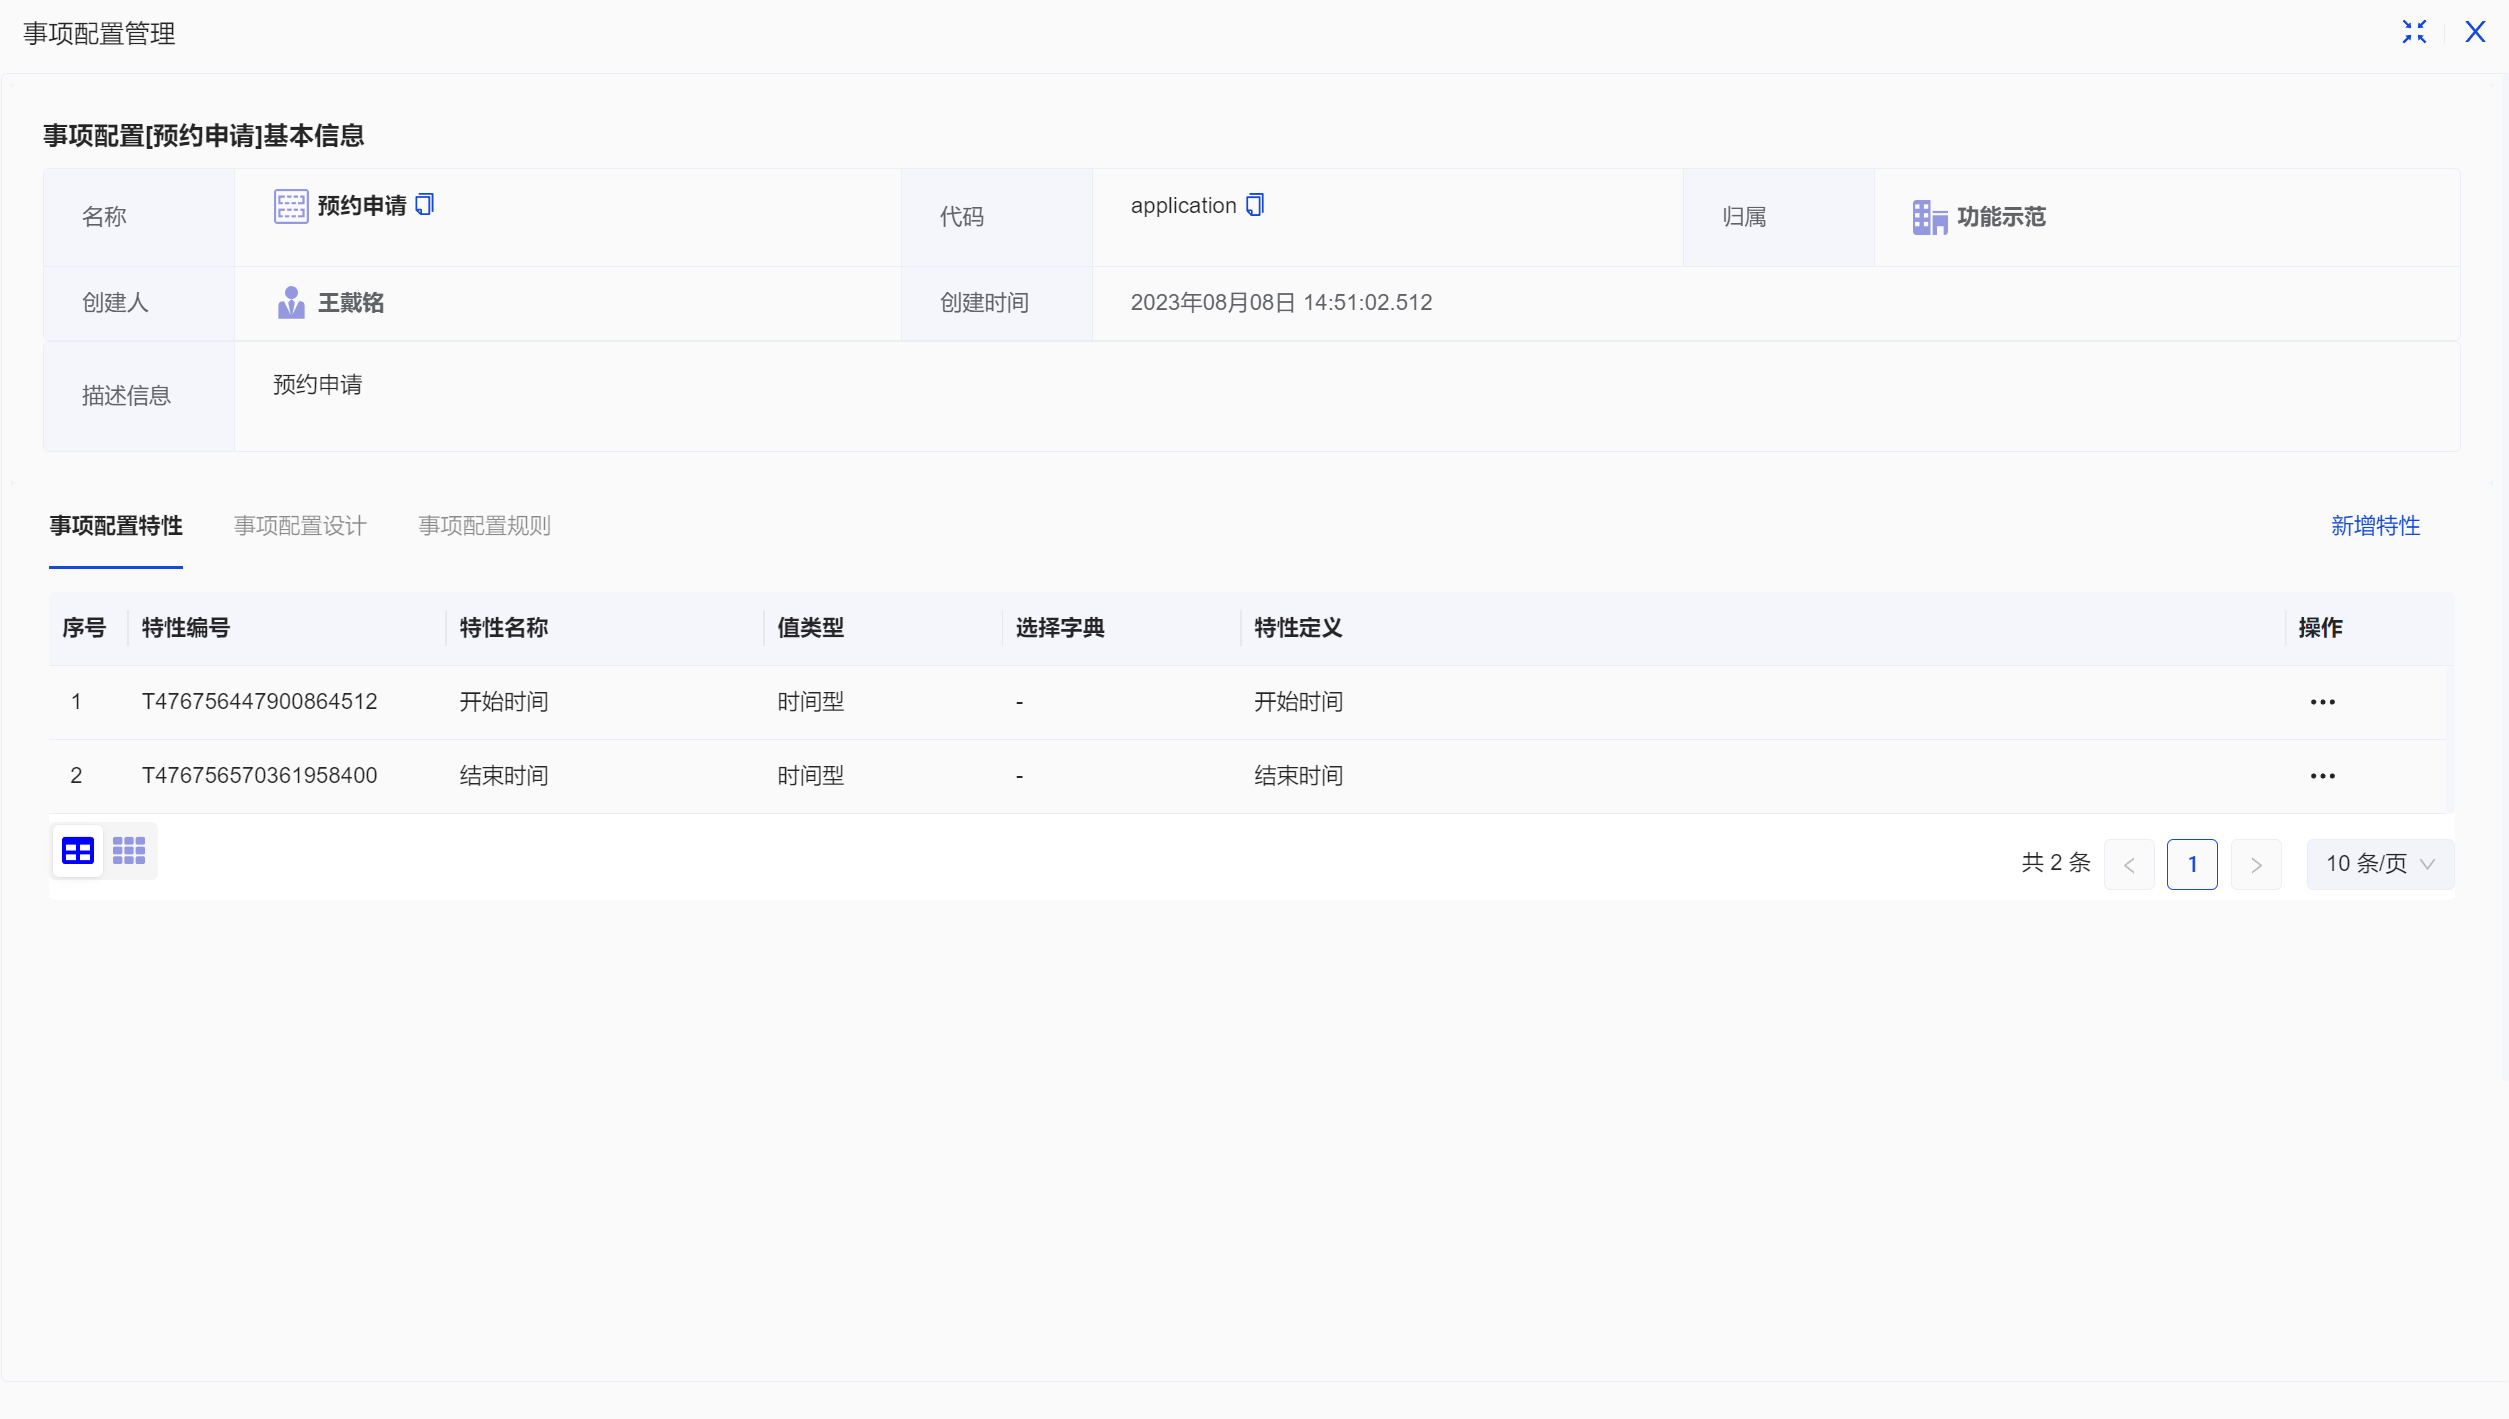 事项配置管理
事项配置[预约申请]基本信息
名称 预约申请 代码 application 归属 功能示范
创建人 王戴铭 创建时间 2023年08月08日 14:51:02.512
描述信息 预约申请
事项配置特性 事项配置设计 事项配置规则 新增特性
序号 特性编号 特性名称 值类型 选择字典 特性定义 操作
1 T476756447900864512 开始时间 时间型 - 开始时间 •••
2 T476756570361958400 结束时间 时间型 - 结束时间 •••
共 2 条 < 1 > 10 条/页